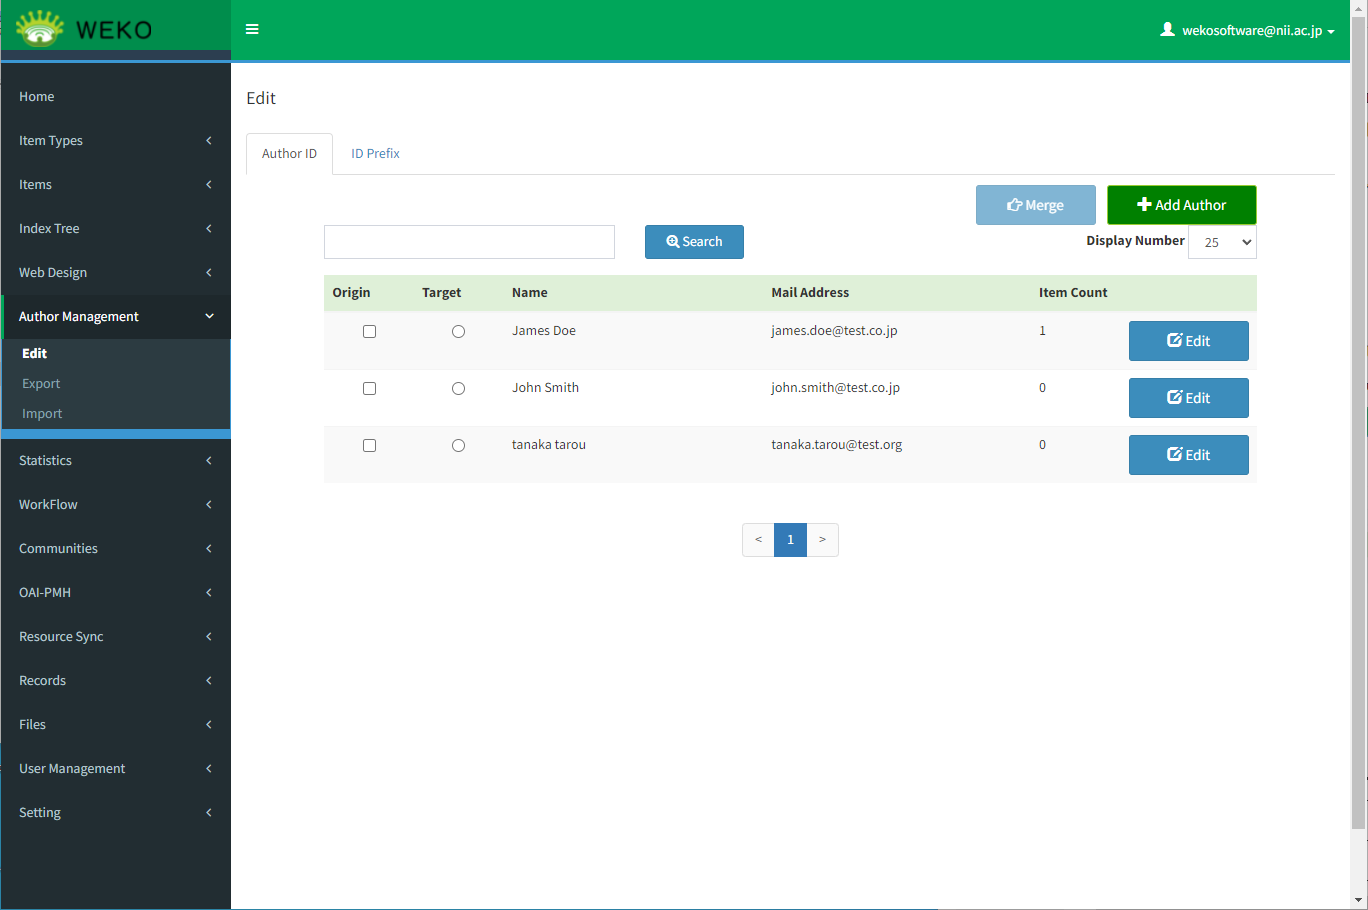 WEKO
wekosoftware@nii.ac.jp
Home
Item Types
Items
Index Tree
Web Design
Author Management
Edit
Export
Import
Statistics
WorkFlow
Communities
OAI-PMH
Resource Sync
Records
Files
User Management
Setting
Edit
Author ID ID Prefix
Merge Add Author
Search Display Number 25
Origin Target Name Mail Address Item Count
James Doe james.doe@test.co.jp 1 Edit
John Smith john.smith@test.co.jp 0 Edit
tanaka tarou tanaka.tarou@test.org 0 Edit
< 1 >